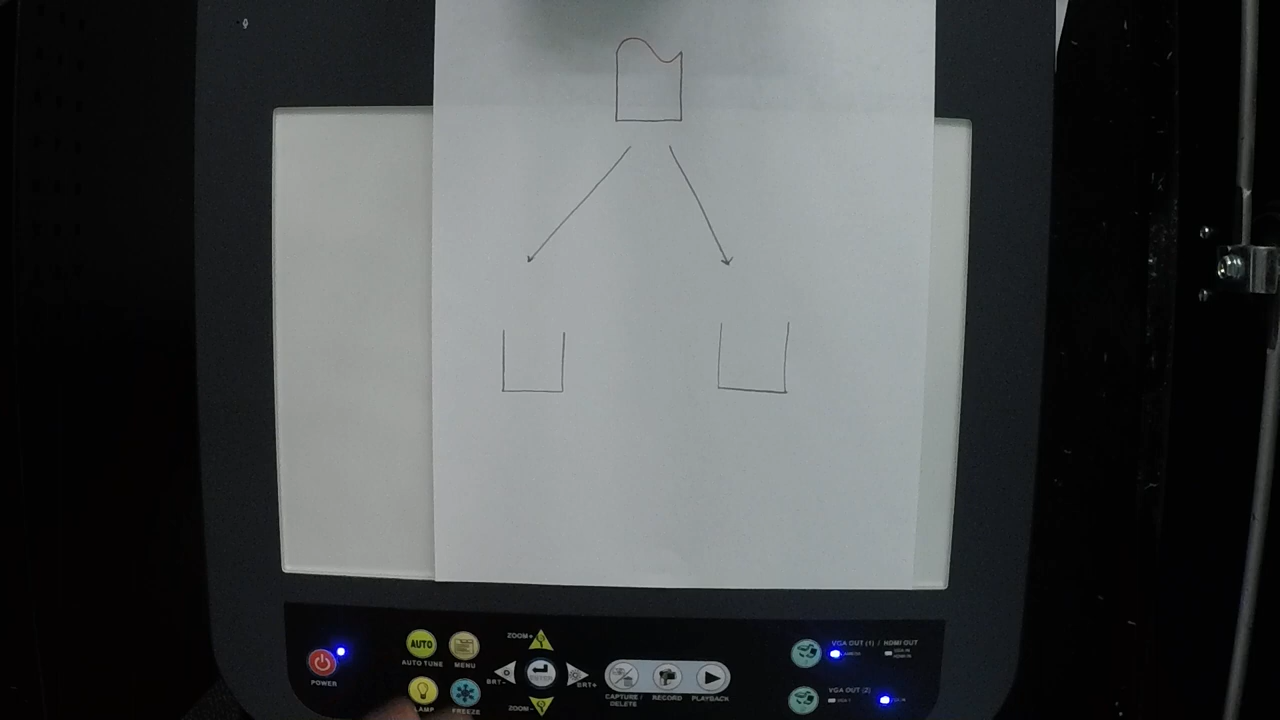 VGA OUT (1) / HDMI OUT
ZOOM+
AUTO
AUTO TUNE
MENU
BRT-
BRT+
POWER
CAPTURE / DELETE
RECORD
PLAYBACK
VGA OUT (2)
LAMP
FREEZE
ZOOM-